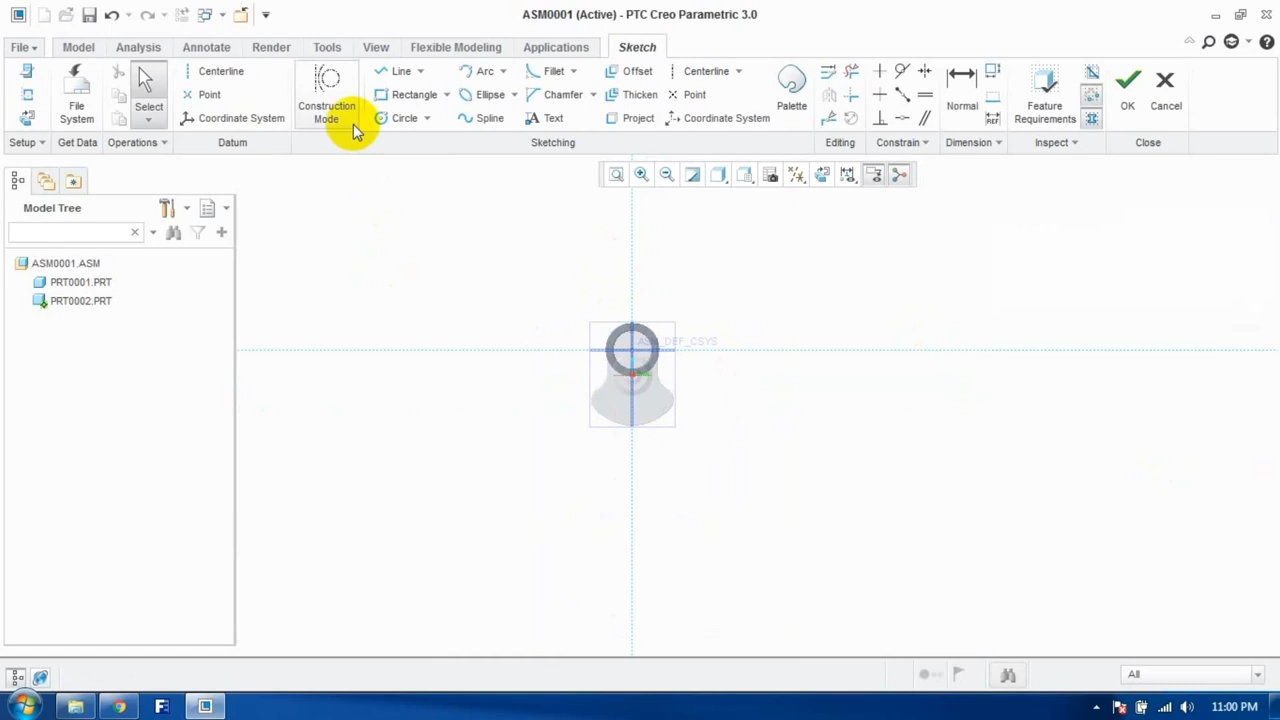 ASM0001 (Active) - PTC Creo Parametric 3.0
File Model Analysis Annotate Render Tools View Flexible Modeling Applications Sketch
Centerline Line Arc Fillet Offset Centerline
Point Rectangle Ellipse Chamfer Thicken Point
Coordinate System Circle Spline Text Project Coordinate System
File System
Select
Construction Mode
Palette
Normal
REF
Feature Requirements
OK
Cancel
Setup Get Data Operations Datum Sketching Editing Constrain Dimension Inspect Close
Model Tree
ASM0001.ASM
PRT0001.PRT
PRT0002.PRT
ASM_DEF_CSYS
All
11:00 PM